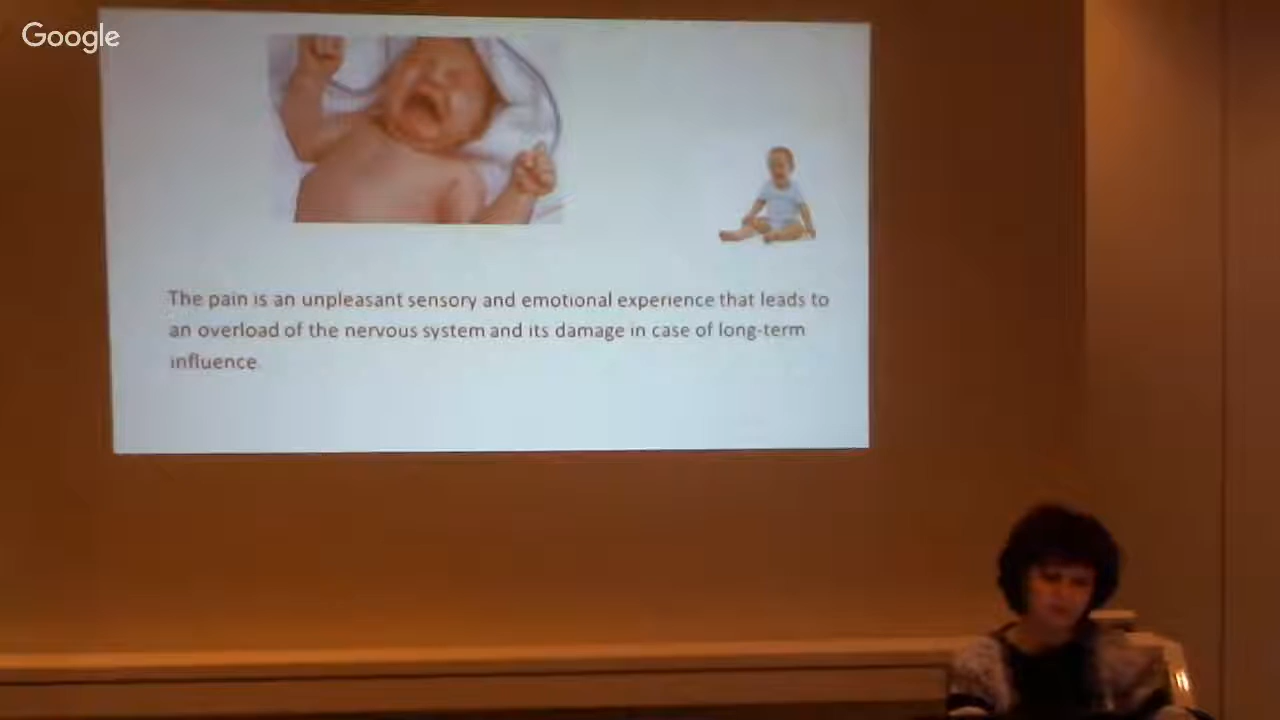 Google
The pain is an unpleasant sensory and emotional experience that leads to
an overload of the nervous system and its damage in case of long-term
influence